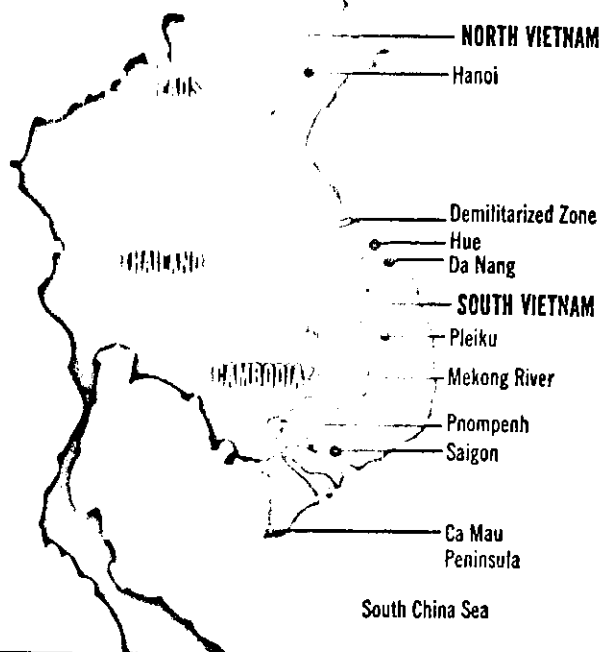 NORTH VIETNAM
Hanoi
LAOS
Demilitarized Zone
Hue
Da Nang
THAILAND
SOUTH VIETNAM
Pleiku
CAMBODIA
Mekong River
Pnompenh
Saigon
Ca Mau
Peninsula
South China Sea